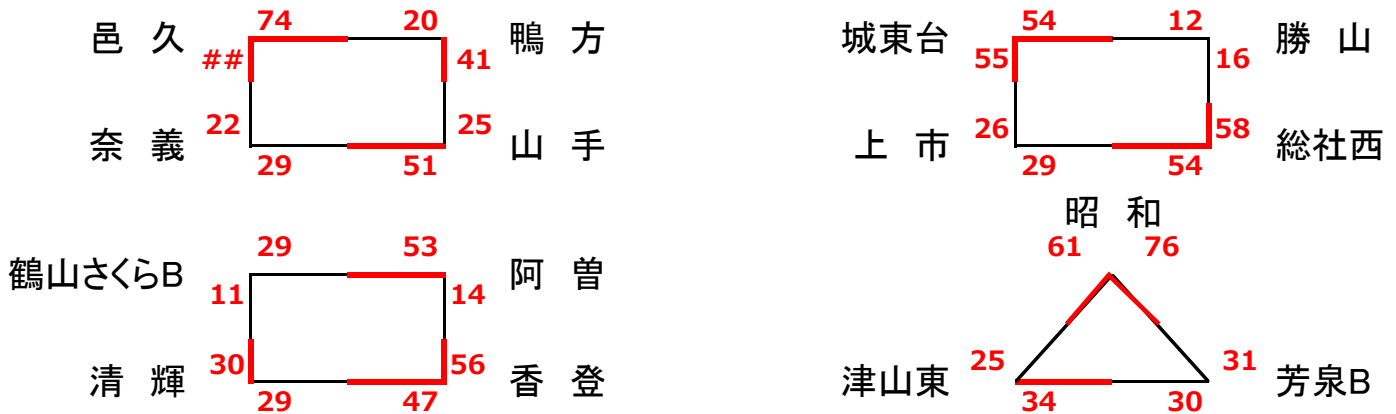 74 20 54 12
邑 久 鴨 方 城東台 勝 山
## 41 55 16
22 25 26 58
奈 義 山 手 上 市 総社西
29 51 29 54
昭 和
29 53 61 76
鶴山さくらB 阿 曽
11 14
30 56 25 31
清 輝 香 登 津山東 芳泉B
29 47 34 30